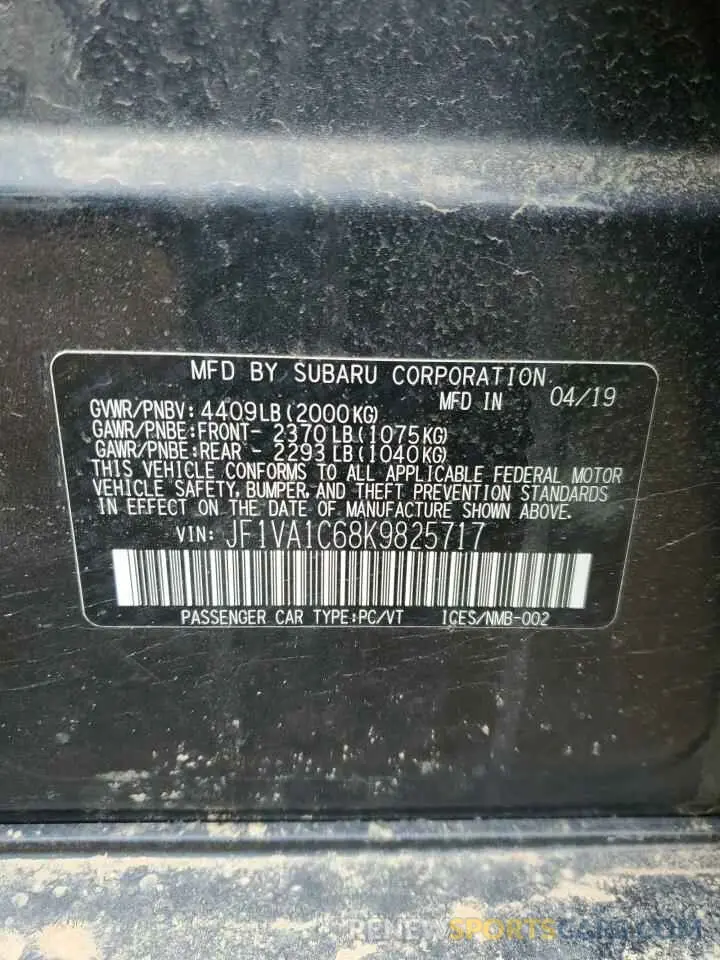 MFD BY SUBARU CORPORATION
MFD IN 04/19
GVWR/PNBV: 4409LB(2000KG)
GAWR/PNBE:FRONT- 2370LB(1075KG)
GAWR/PNBE:REAR - 2293LB(1040KG)
THIS VEHICLE CONFORMS TO ALL APPLICABLE FEDERAL MOTOR
VEHICLE SAFETY, BUMPER, AND THEFT PREVENTION STANDARDS
IN EFFECT ON THE DATE OF MANUFACTURE SHOWN ABOVE.
VIN: JF1VA1C68K9825717
PASSENGER CAR TYPE:PC/VT ICES/NMB-002
RENEWSPORTSCARS.COM